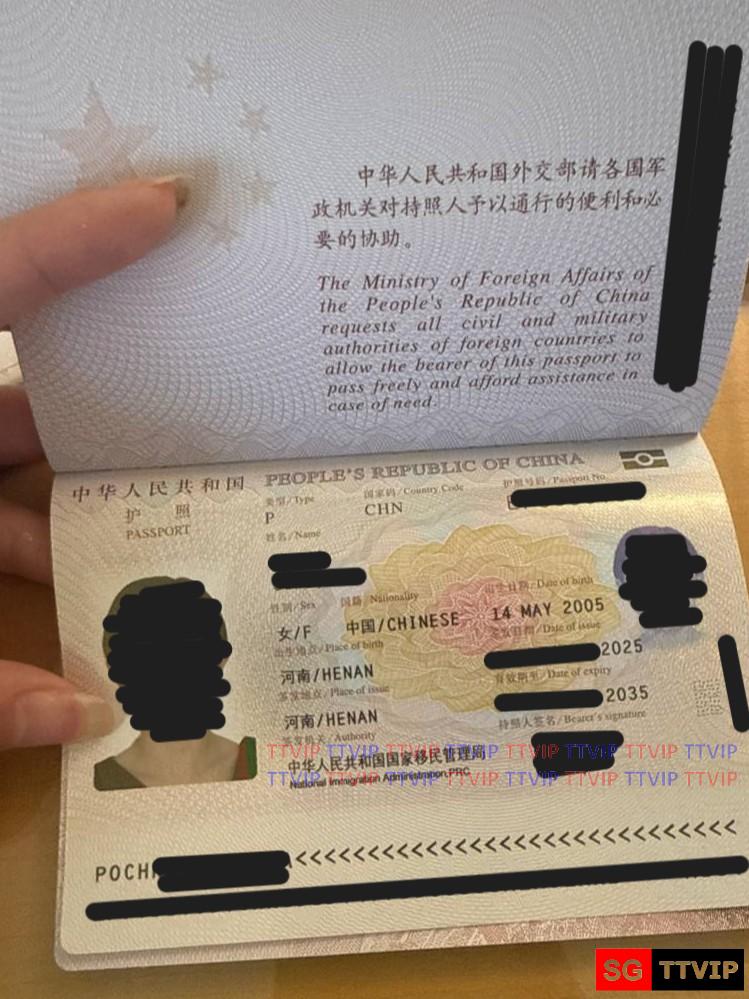 中华人民共和国外交部请各国军
政机关对持照人予以通行的便利和必
要的协助。
The Ministry of Foreign Affairs of
the People's Republic of China
requests all civil and military
authorities of foreign countries to
allow the bearer of this passport to
pass freely and afford assistance in
case of need.
中华人民共和国 PEOPLE'S REPUBLIC OF CHINA
护 照
PASSPORT
类型/Type 国家码/Country Code 护照号码/Passport No.
P CHN
姓名/Name
性别/Sex 国籍/Nationality 出生日期/Date of birth
女/F 中国/CHINESE 14 MAY 2005
出生地点/Place of birth 签发日期/Date of issue
河南/HENAN 2025
签发地点/Place of issue 有效期至/Date of expiry
河南/HENAN 2035
签发机关/Authority 持照人签名/Bearer's signature
中华人民共和国国家移民管理局
National Immigration Administration,PRC
TTVIP TTVIP TTVIP TTVIP TTVIP TTVIP TTVIP TTVIP
TTVIP TTVIP TTVIP TTVIP TTVIP TTVIP TTVIP TTVIP
POCH <<<<<<<<<<<<<<<<<<<<<<<<<<<<
SG TTVIP